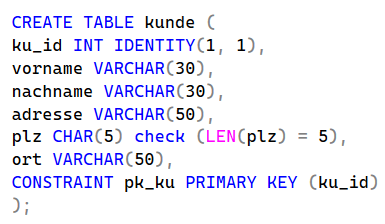 CREATE TABLE kunde (
ku_id INT IDENTITY(1, 1),
vorname VARCHAR(30),
nachname VARCHAR(30),
adresse VARCHAR(50),
plz CHAR(5) check (LEN(plz) = 5),
ort VARCHAR(50),
CONSTRAINT pk_ku PRIMARY KEY (ku_id)
);